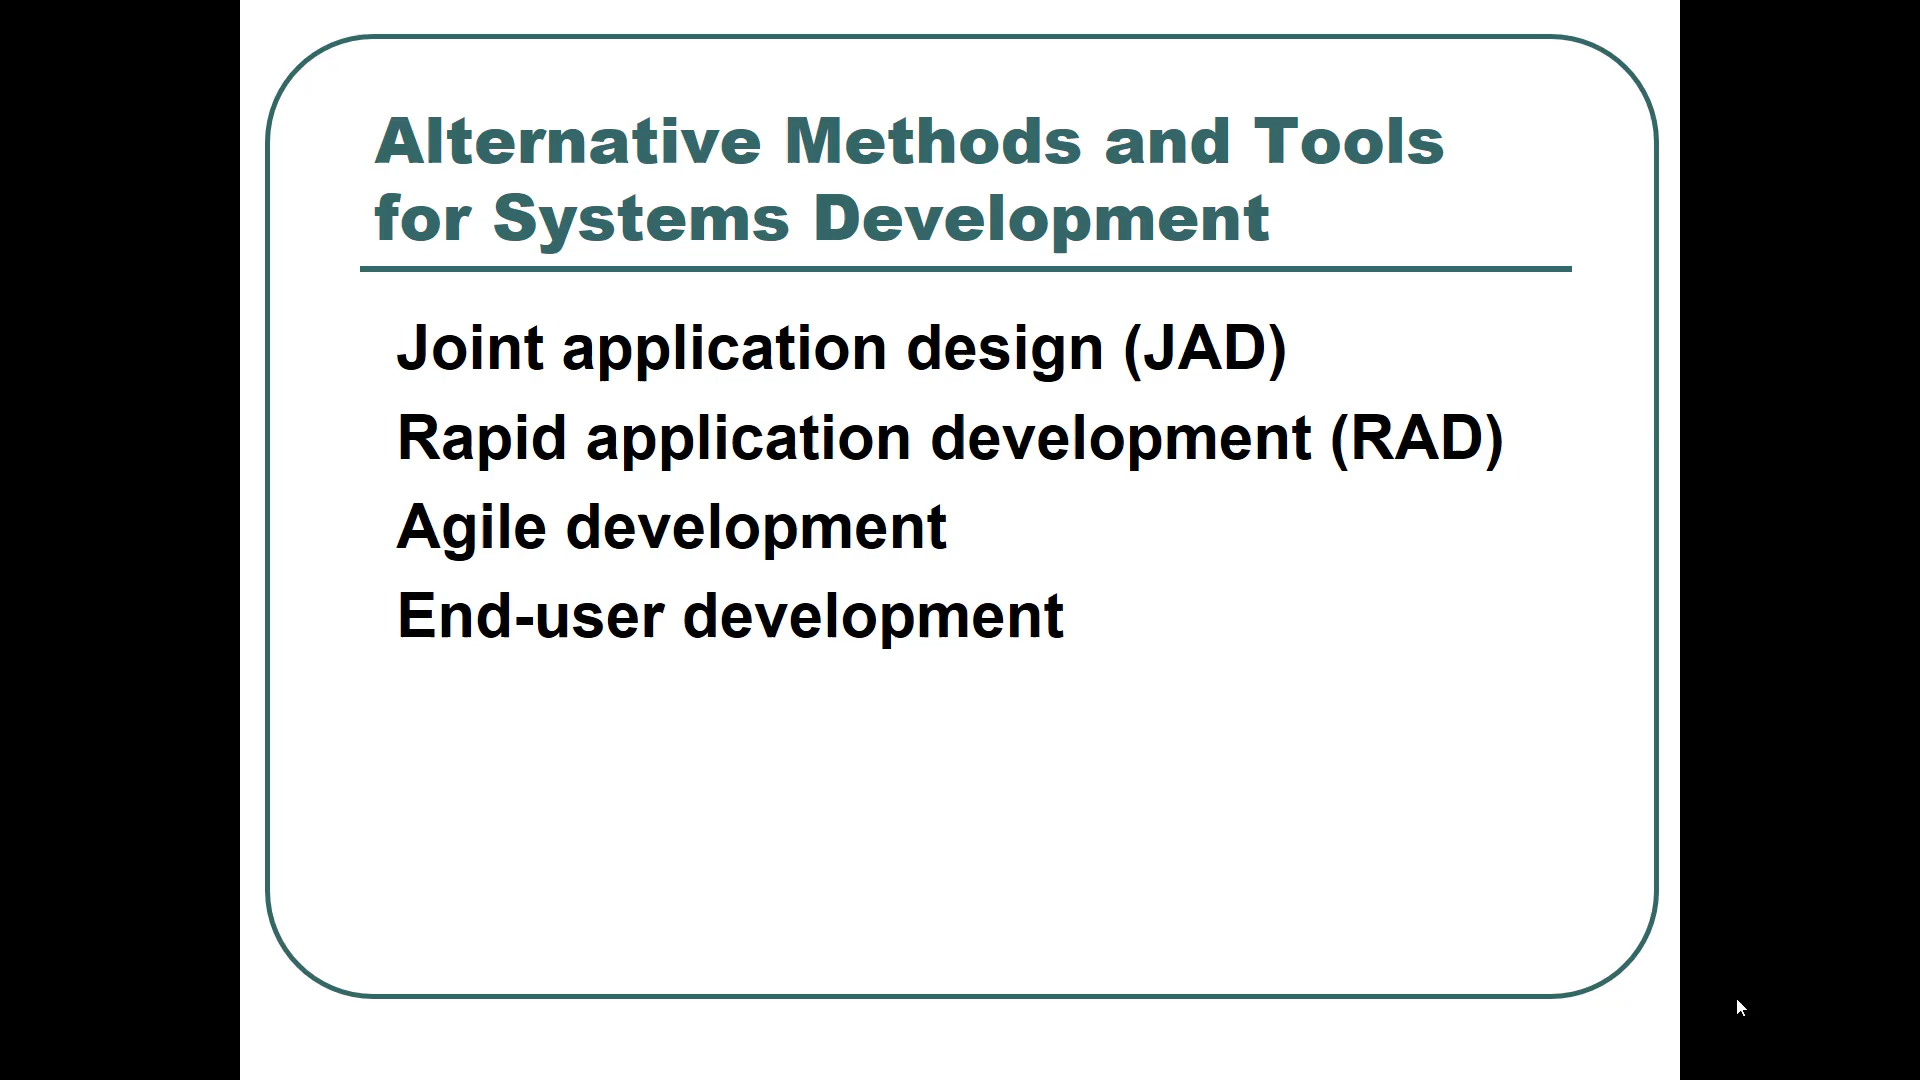 Alternative Methods and Tools
for Systems Development
Joint application design (JAD)
Rapid application development (RAD)
Agile development
End-user development